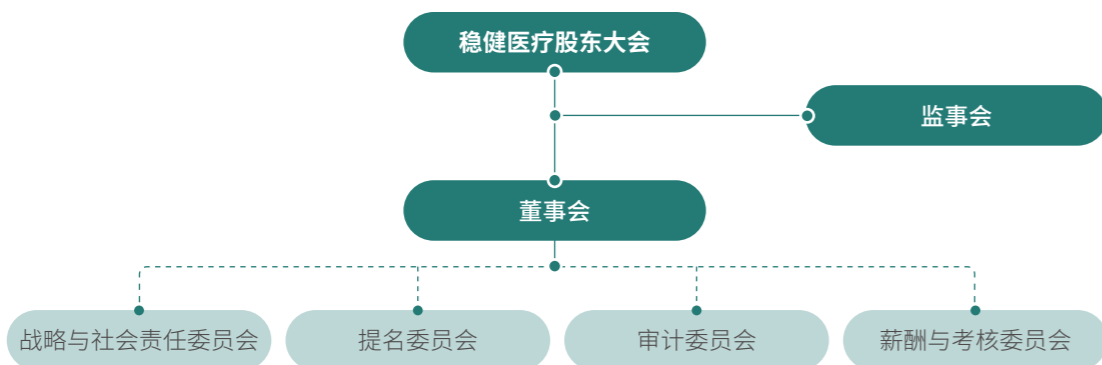 稳健医疗股东大会
监事会
董事会
战略与社会责任委员会
提名委员会
审计委员会
薪酬与考核委员会